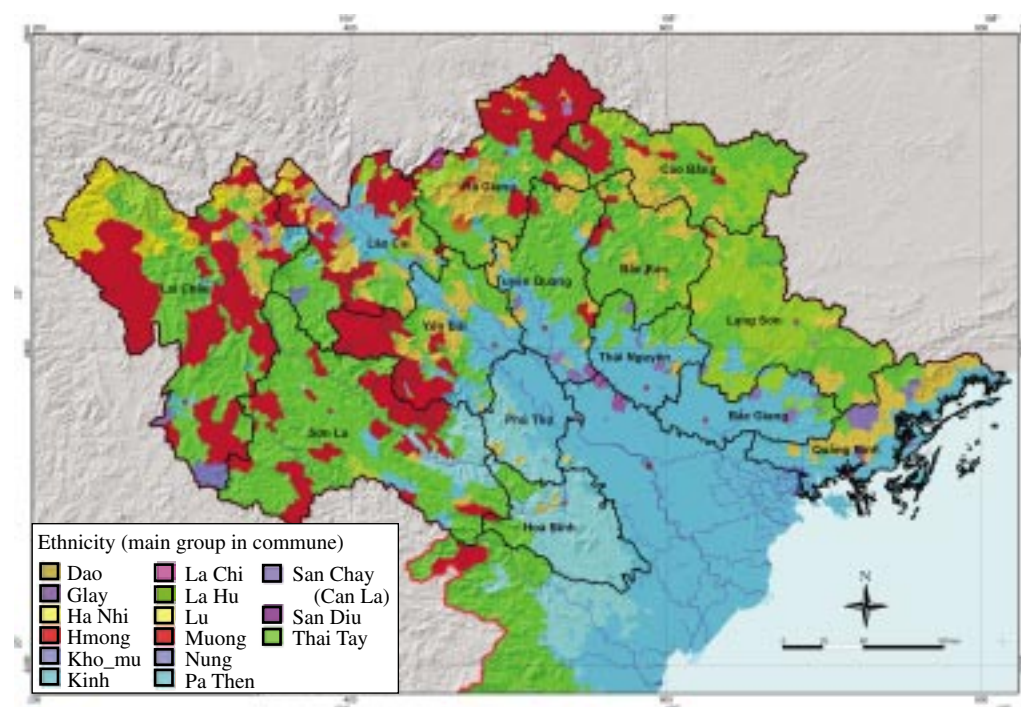 Ha Giang
Cao Bằng
Lào Cai
Lai Châu
Bắc Kạn
Tuyên Quang
Lạng Sơn
Yên Bái
Thái Nguyên
Phú Thọ
Bắc Giang
Sơn La
Quảng Ninh
Hoà Bình
N
Ethnicity (main group in commune)
Dao
Glay
Ha Nhi
Hmong
Kho_mu
Kinh
La Chi
La Hu
Lu
Muong
Nung
Pa Then
San Chay
(Can La)
San Diu
Thai Tay